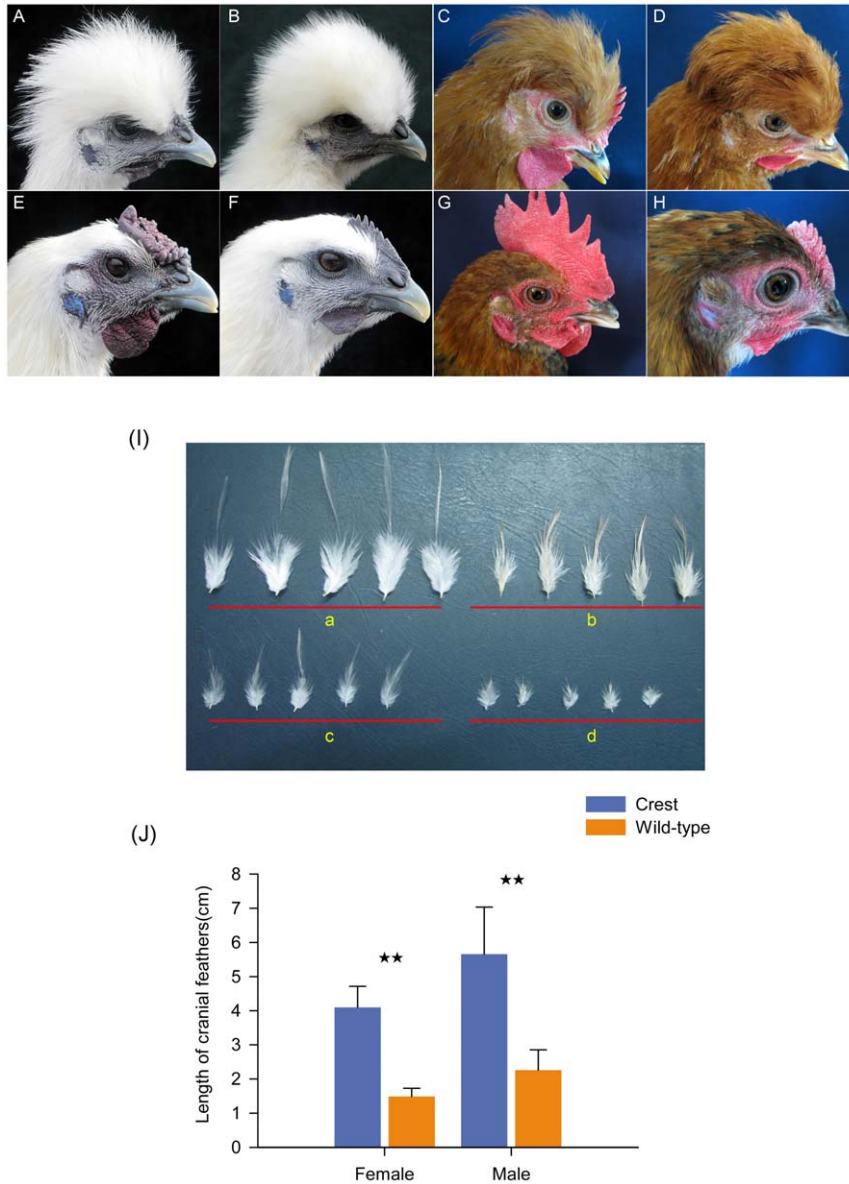 A B C D
E F G H
(I)
a b
c d
Crest
Wild-type
(J)
Length of cranial feathers(cm)
8
7
6
5
4
3
2
1
0
★★ ★★
Female Male